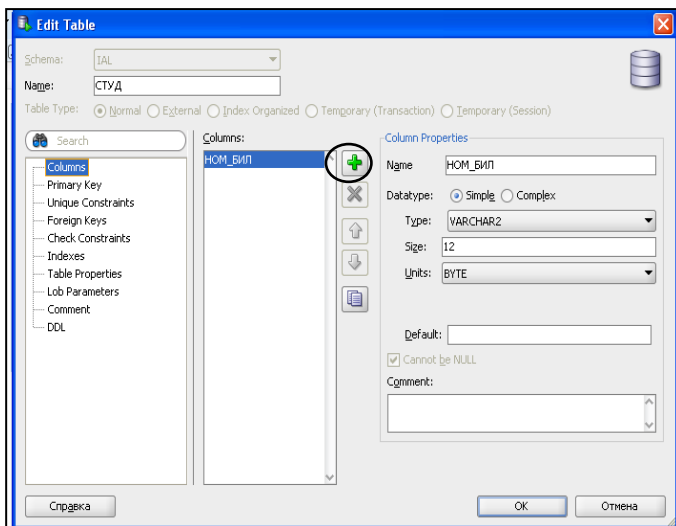 Edit Table
Schema: IAL
Name: СТУД
Table Type: Normal External Index Organized Temporary (Transaction) Temporary (Session)
Search
Columns
Primary Key
Unique Constraints
Foreign Keys
Check Constraints
Indexes
Table Properties
Lob Parameters
Comment
DDL
Columns:
НОМ_БИЛ
Column Properties
Name НОМ_БИЛ
Datatype: Simple Complex
Type: VARCHAR2
Size: 12
Units: BYTE
Default:
Cannot be NULL
Comment:
Справка
OK
Отмена